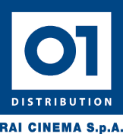 01
DISTRIBUTION
RAI CINEMA S.p.A.